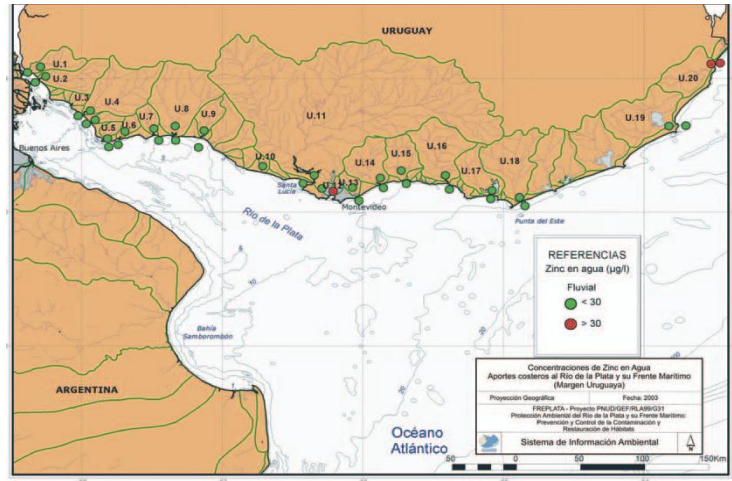 URUGUAY
U.1
U.2
U.3
U.4
U.5
U.6
U.7
U.8
U.9
U.10
U.11
U.13
U.14
U.15
U.16
U.17
U.18
U.19
U.20
Buenos Aires
Santa
Lucía
Montevideo
Punta del Este
Río de la Plata
Bahía
Samborombón
ARGENTINA
Océano
Atlántico
5
10
20
20
REFERENCIAS
Zinc en agua (µg/l)
Fluvial
< 30
> 30
Concentraciones de Zinc en Agua
Aportes costeros al Río de la Plata y su Frente Marítimo
(Margen Uruguaya)
Proyección Geográfica
Fecha: 2003
FREPLATA - Proyecto PNUD/GEF/RLA99/G31
Protección Ambiental del Río de la Plata y su Frente Marítimo:
Prevención y Control de la Contaminación y
Restauración de Hábitats
Sistema de Información Ambiental
N
50 0 50 100 150Km